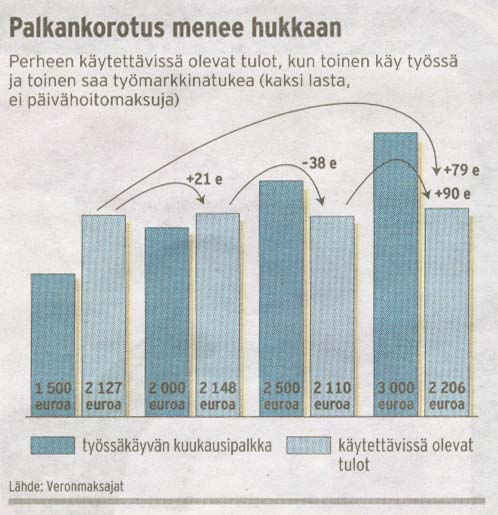 Palkankorotus menee hukkaan
Perheen käytettävissä olevat tulot, kun toinen käy työssä
ja toinen saa työmarkkinatukea (kaksi lasta,
ei päivähoitomaksuja)
+21 e
-38 e
+79 e
+90 e
1 500 euroa
2 127 euroa
2 000 euroa
2 148 euroa
2 500 euroa
2 110 euroa
3 000 euroa
2 206 euroa
työssäkäyvän kuukausipalkka
käytettävissä olevat
tulot
Lähde: Veronmaksajat